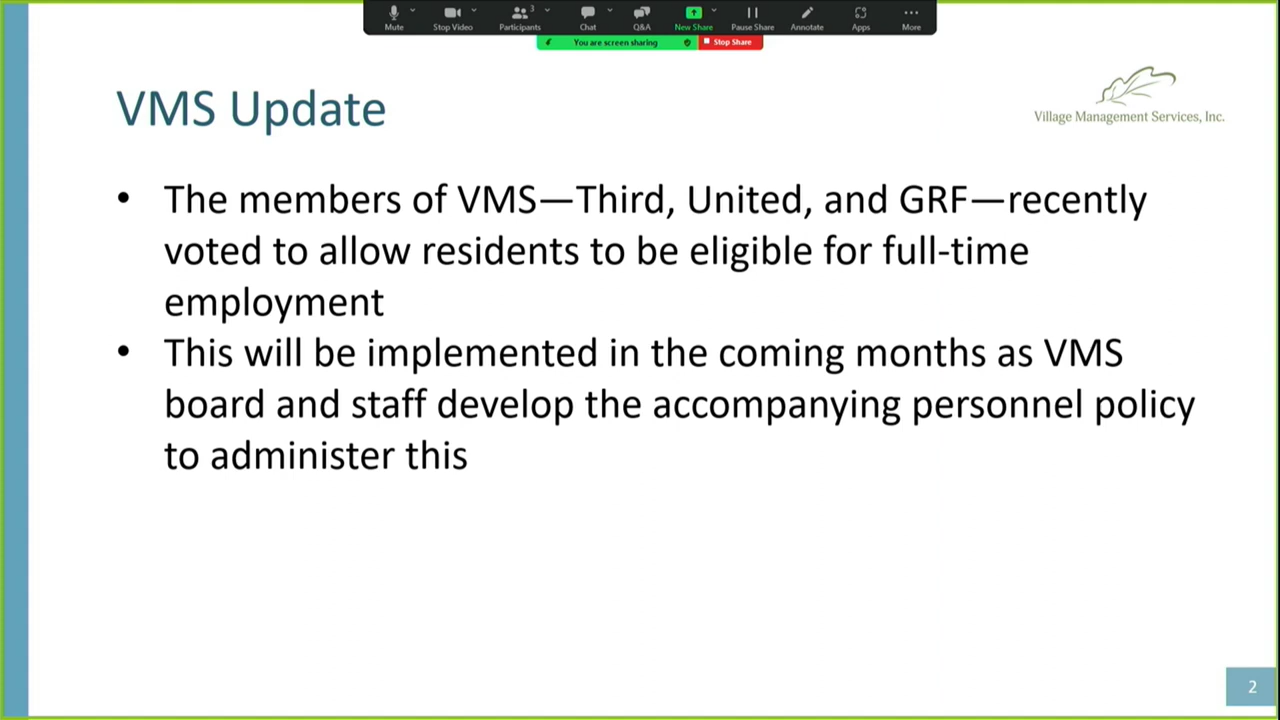 Mute
Stop Video
Participants
3
Chat
Q&A
New Share
Pause Share
Annotate
Apps
More
You are screen sharing
Stop Share
VMS Update
Village Management Services, Inc.
• The members of VMS—Third, United, and GRF—recently
voted to allow residents to be eligible for full-time
employment
• This will be implemented in the coming months as VMS
board and staff develop the accompanying personnel policy
to administer this
2